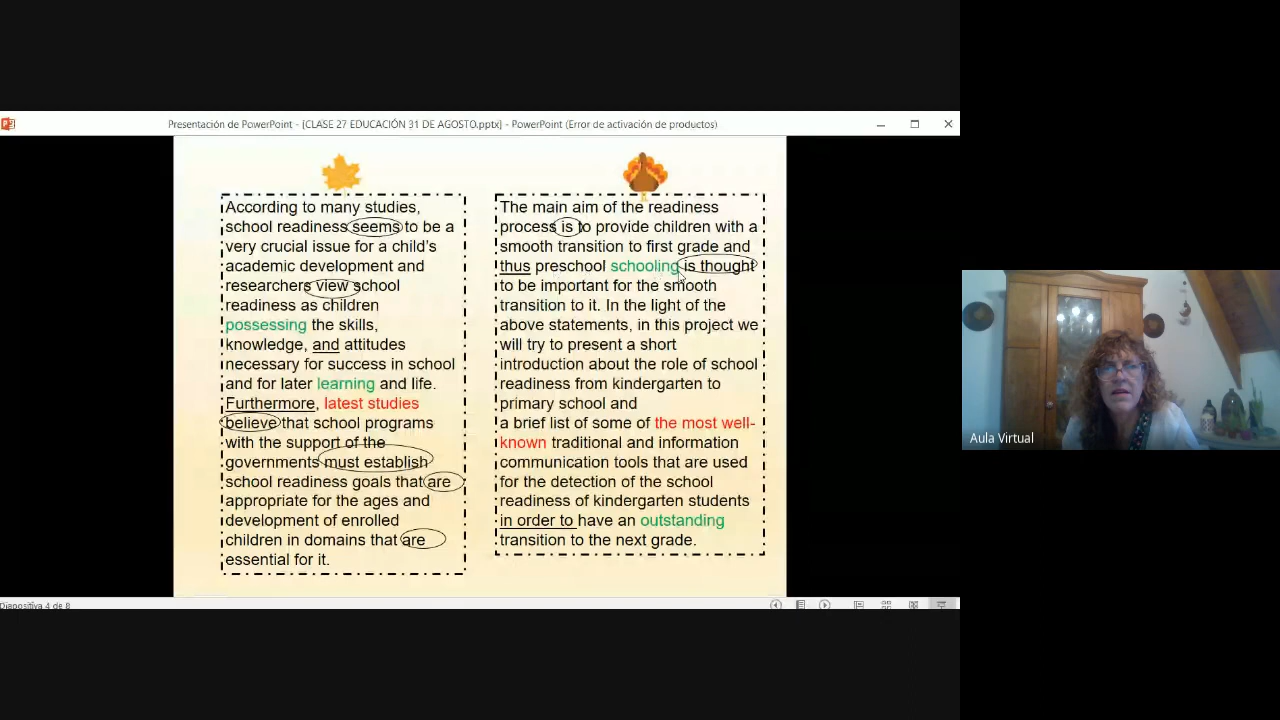 Presentación de PowerPoint - [CLASE 27 EDUCACIÓN 31 DE AGOSTO.pptx] - PowerPoint (Error de activación de productos)
According to many studies,
school readiness seems to be a
very crucial issue for a child's
academic development and
researchers view school
readiness as children
possessing the skills,
knowledge, and attitudes
necessary for success in school
and for later learning and life.
Furthermore, latest studies
believe that school programs
with the support of the
governments must establish
school readiness goals that are
appropriate for the ages and
development of enrolled
children in domains that are
essential for it.
The main aim of the readiness
process is to provide children with a
smooth transition to first grade and
thus preschool schooling is thought
to be important for the smooth
transition to it. In the light of the
above statements, in this project we
will try to present a short
introduction about the role of school
readiness from kindergarten to
primary school and
a brief list of some of the most well-
known traditional and information
communication tools that are used
for the detection of the school
readiness of kindergarten students
in order to have an outstanding
transition to the next grade.
Diapositiva 4 de 8
Aula Virtual